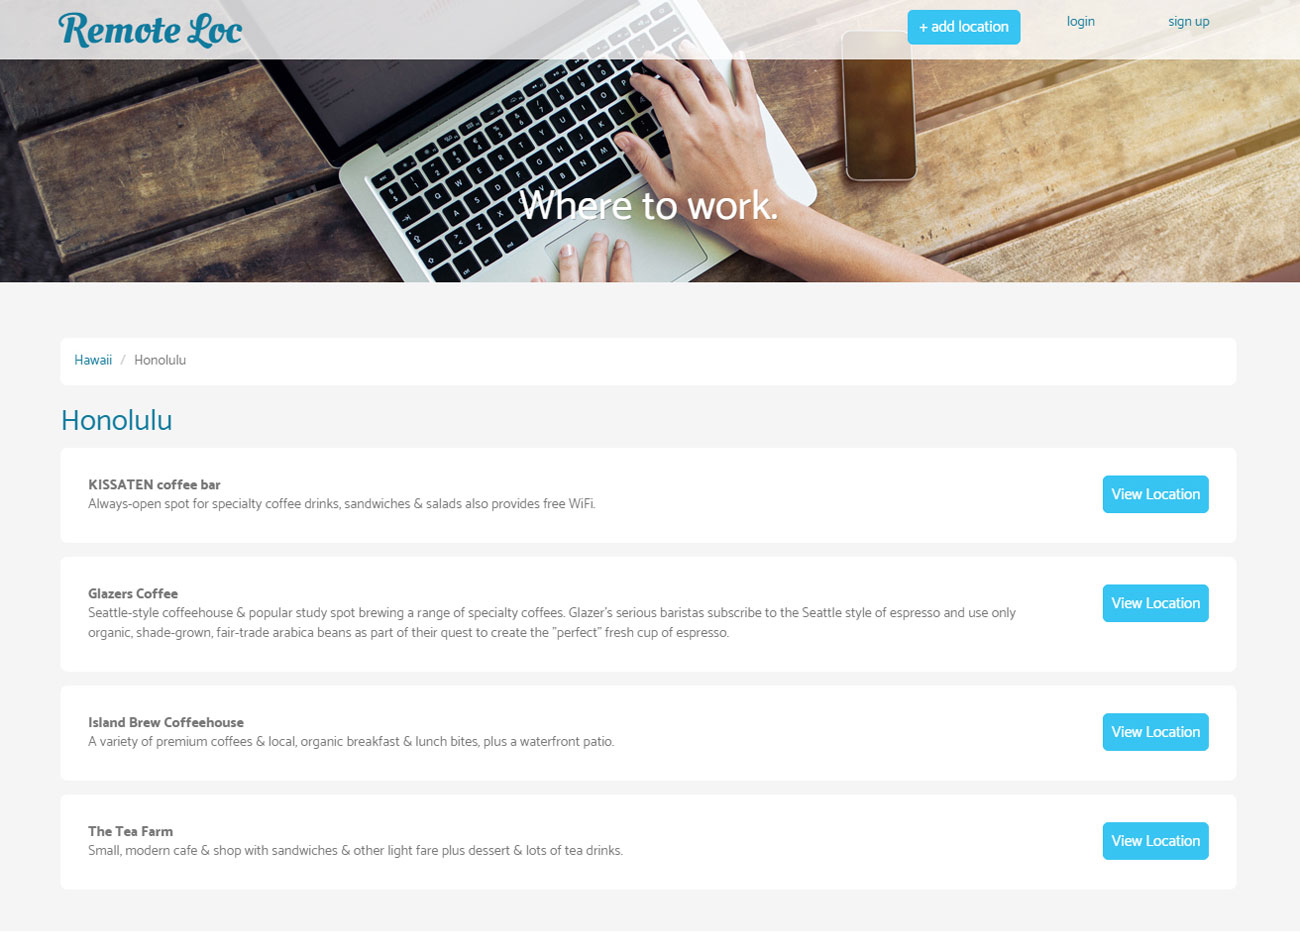 Remote Loc
+ add location
login
sign up
Where to work.
Hawaii / Honolulu
Honolulu
KISSATEN coffee bar
Always-open spot for specialty coffee drinks, sandwiches & salads also provides free WiFi.
View Location
Glazers Coffee
Seattle-style coffeehouse & popular study spot brewing a range of specialty coffees. Glazer's serious baristas subscribe to the Seattle style of espresso and use only
organic, shade-grown, fair-trade arabica beans as part of their quest to create the "perfect" fresh cup of espresso.
View Location
Island Brew Coffeehouse
A variety of premium coffees & local, organic breakfast & lunch bites, plus a waterfront patio.
View Location
The Tea Farm
Small, modern cafe & shop with sandwiches & other light fare plus dessert & lots of tea drinks.
View Location